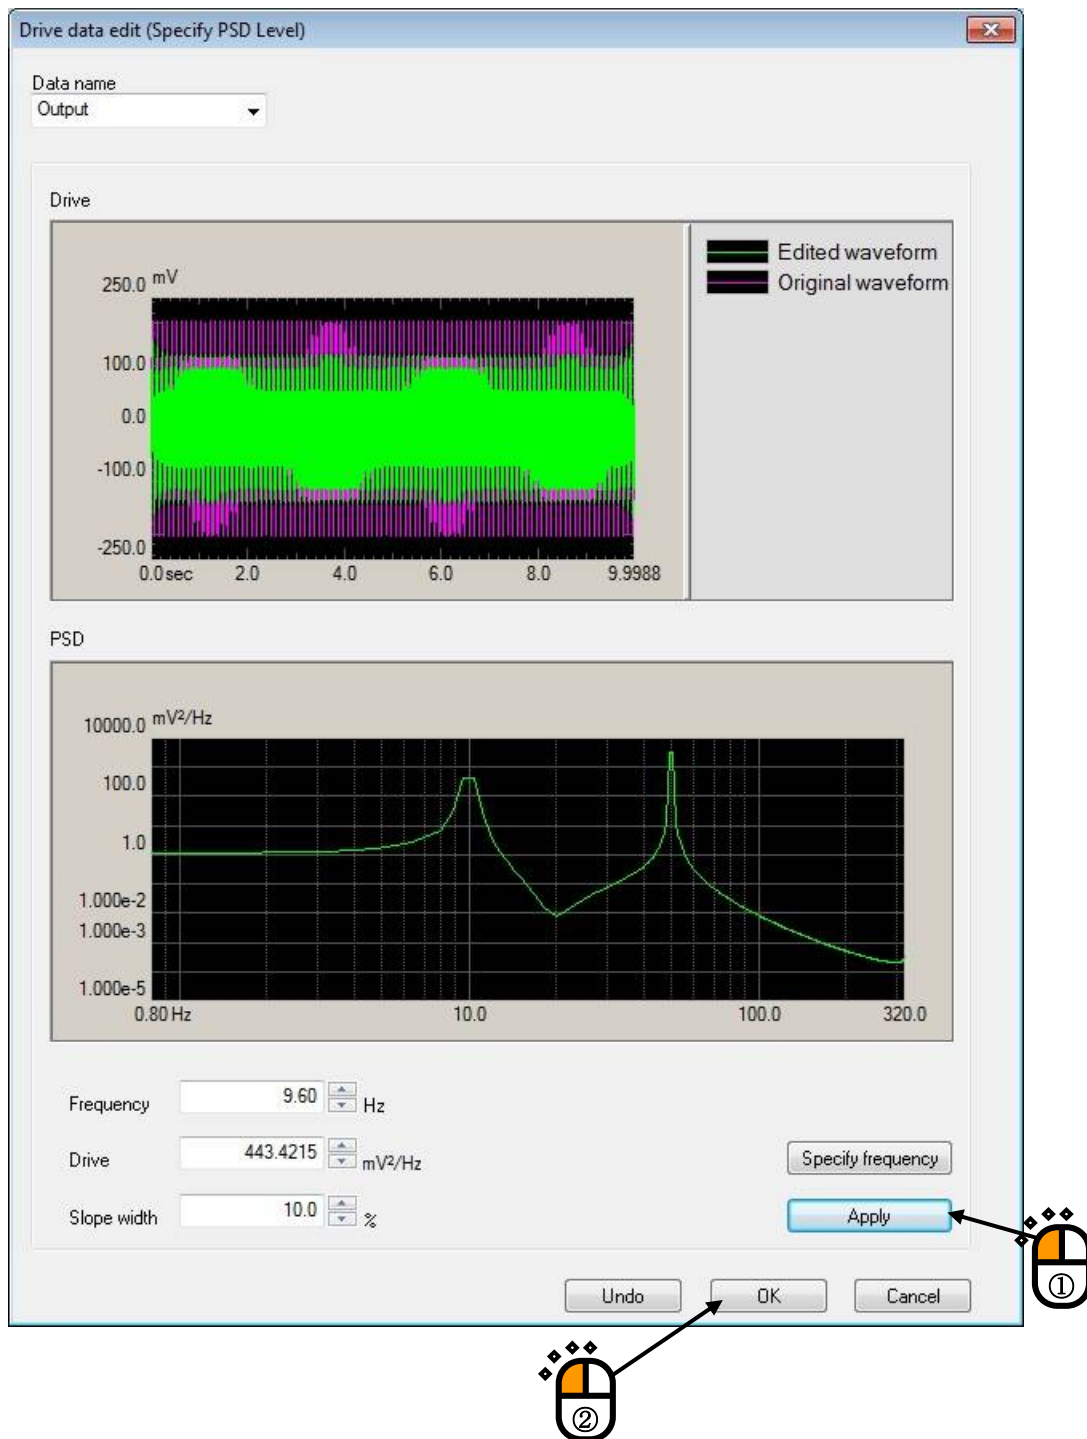 Drive data edit (Specify PSD Level)
Data name
Output
Drive
250.0 mV
100.0
0.0
-100.0
-250.0
0.0sec 2.0 4.0 6.0 8.0 9.9988
Edited waveform
Original waveform
PSD
10000.0 mV²/Hz
100.0
1.0
1.000e-2
1.000e-3
1.000e-5
0.80Hz 10.0 100.0 320.0
Frequency 9.60 Hz
Drive 443.4215 mV²/Hz
Specify frequency
Slope width 10.0 %
Apply
①
Undo OK Cancel
②